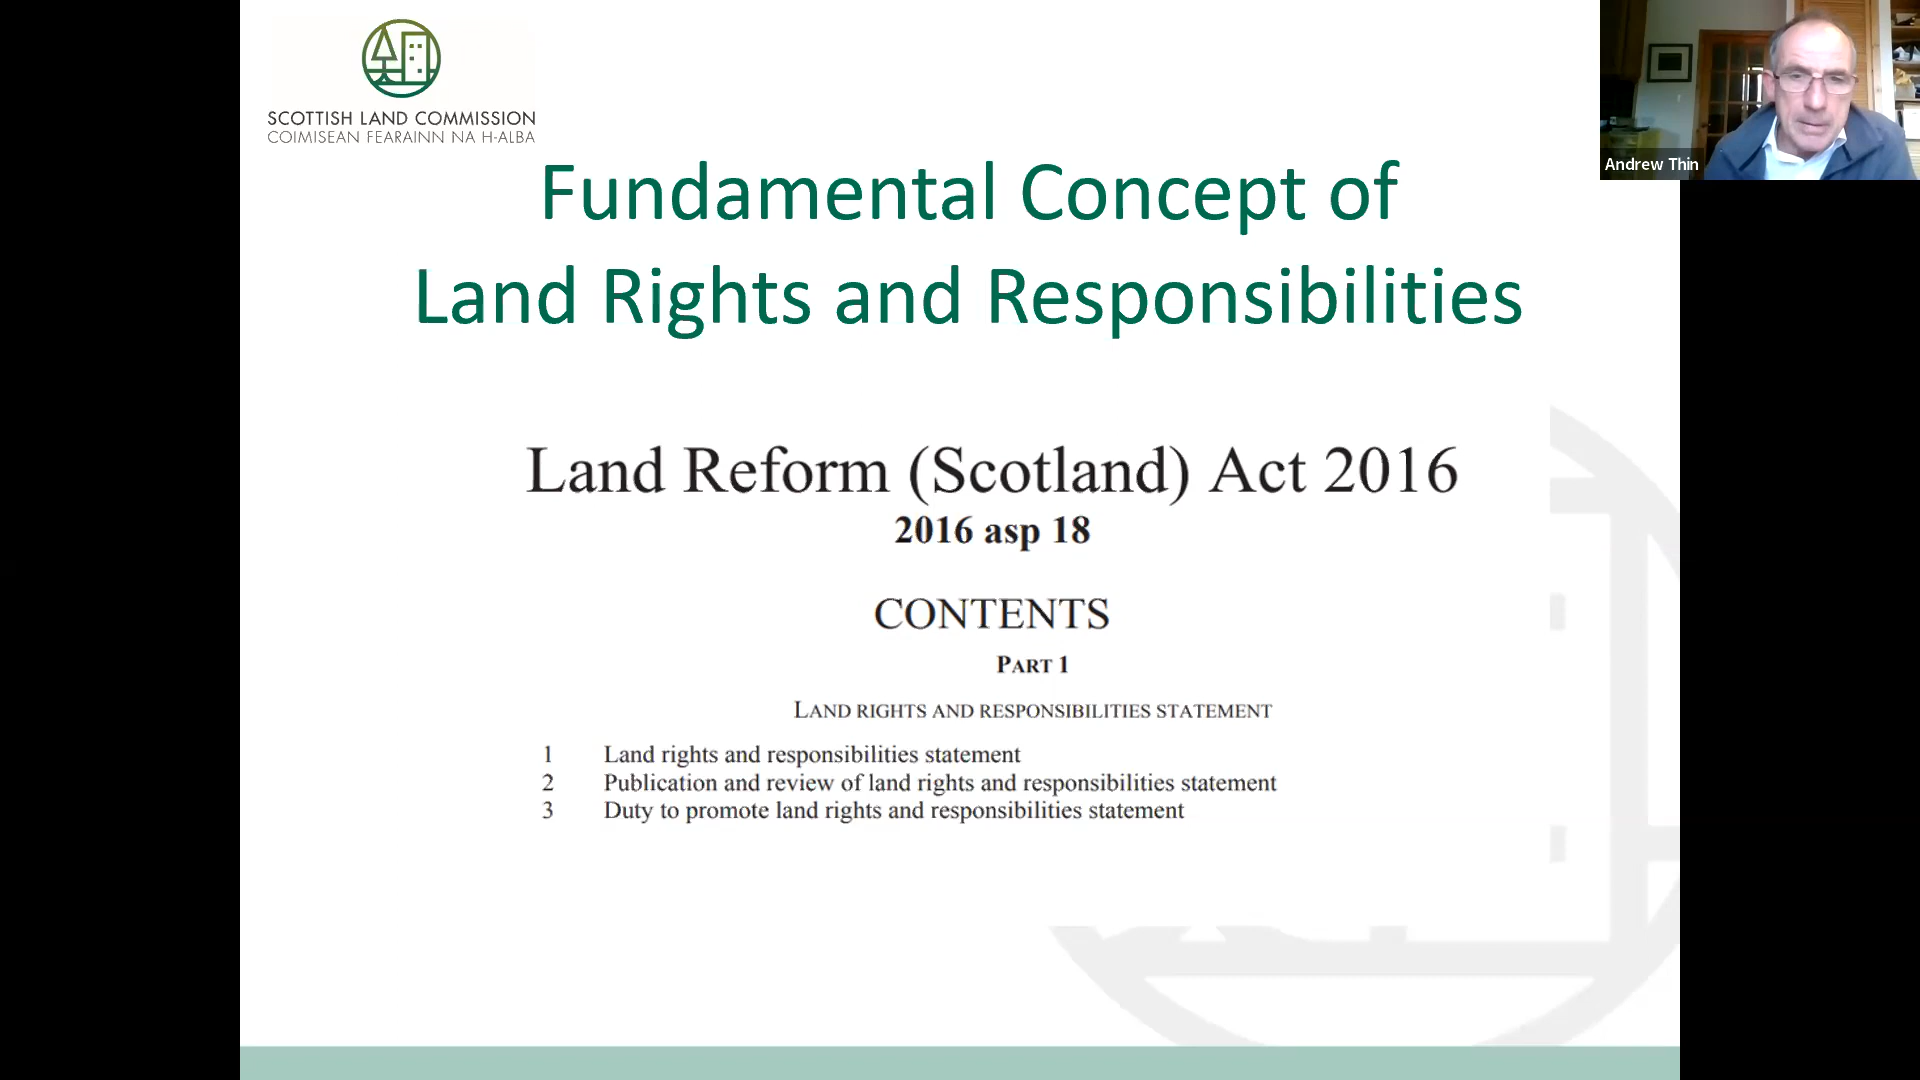 SCOTTISH LAND COMMISSION
COIMISEAN FEARAINN NA H-ALBA
Andrew Thin
Fundamental Concept of
Land Rights and Responsibilities
Land Reform (Scotland) Act 2016
2016 asp 18
CONTENTS
PART 1
LAND RIGHTS AND RESPONSIBILITIES STATEMENT
1 Land rights and responsibilities statement
2 Publication and review of land rights and responsibilities statement
3 Duty to promote land rights and responsibilities statement